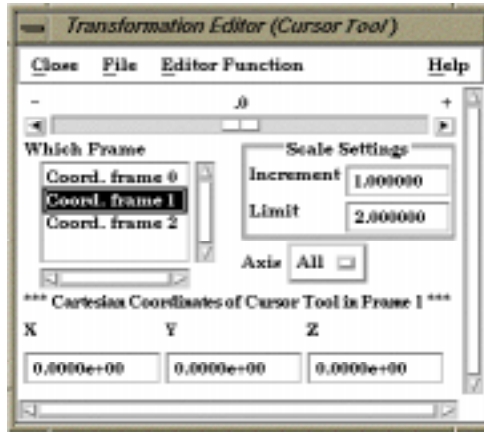 Transformation Editor (Cursor Tool)
Close File Editor Function Help
- .0 +
Which Frame
Coord. frame 0
Coord. frame 1
Coord. frame 2
Scale Settings
Increment 1.000000
Limit 2.000000
Axis All
*** Cartesian Coordinates of Cursor Tool in Frame 1 ***
X Y Z
0.0000e+00 0.0000e+00 0.0000e+00